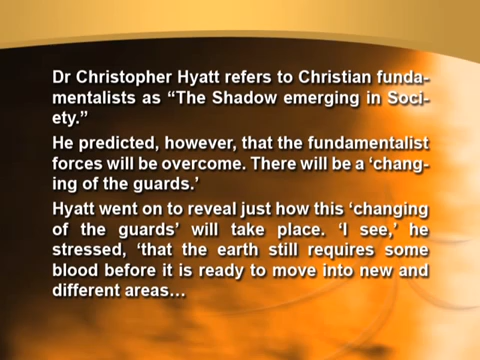 Dr Christopher Hyatt refers to Christian funda-
mentalists as “The Shadow emerging in Soci-
ety.”
He predicted, however, that the fundamentalist
forces will be overcome. There will be a ‘chang-
ing of the guards.’
Hyatt went on to reveal just how this ‘changing
of the guards’ will take place. ‘I see,’ he
stressed, ‘that the earth still requires some
blood before it is ready to move into new and
different areas…